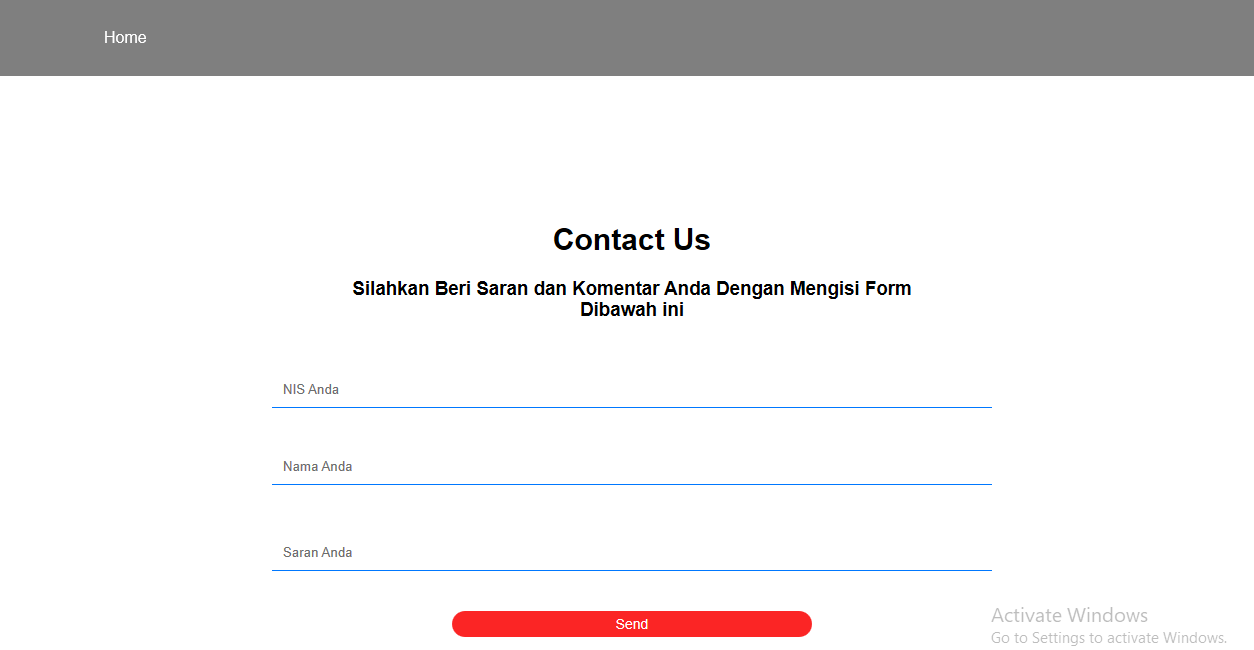 Home
Contact Us
Silahkan Beri Saran dan Komentar Anda Dengan Mengisi Form
Dibawah ini
NIS Anda
Nama Anda
Saran Anda
Send
Activate Windows
Go to Settings to activate Windows.